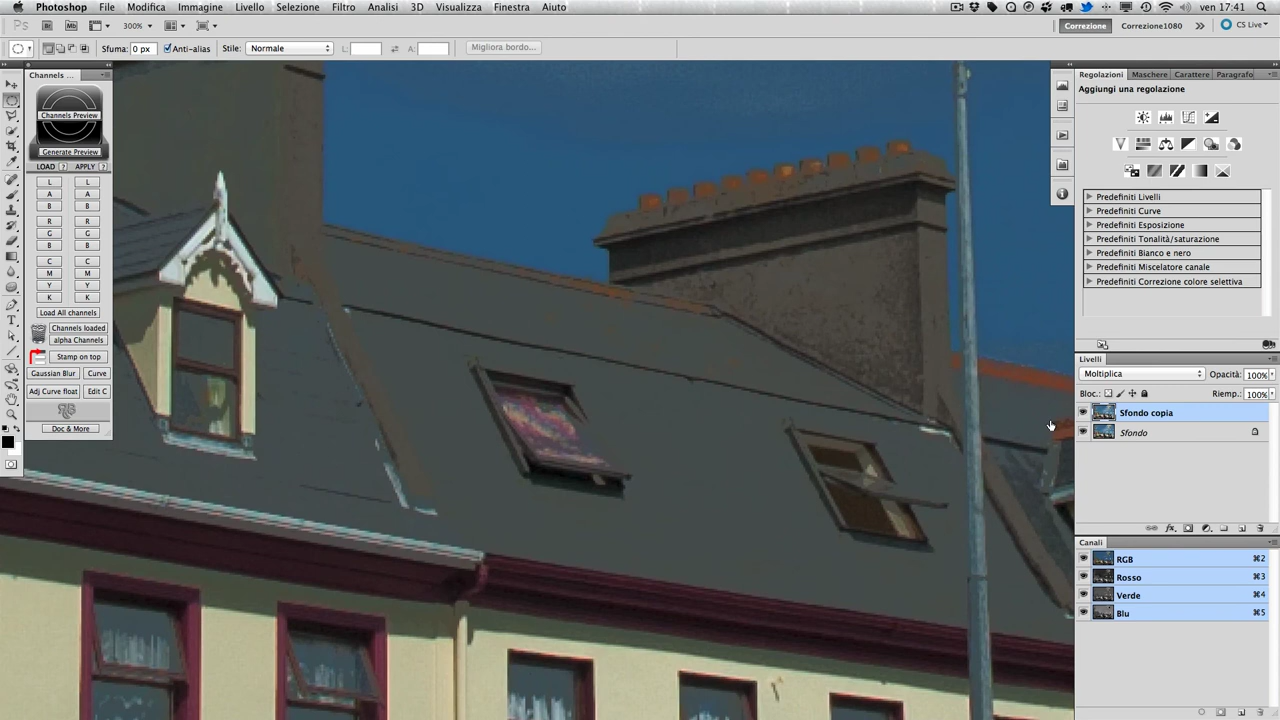 Photoshop File Modifica Immagine Livello Selezione Filtro Analisi 3D Visualizza Finestra Aiuto ven 17:41
Ps Br Mb 300% Correzione Correzione1080 CS Live
Sfuma: 0 px Anti-alias Stile: Normale L: A: Migliora bordo...
Channels ...
Channels Preview
Generate Preview
LOAD ? APPLY ?
L L
A A
B B
R R
G G
B B
C C
M M
Y Y
K K
Load All channels
Channels loaded
alpha Channels
Stamp on top
Gaussian Blur Curve
Adj Curve float Edit C
Doc & More
Regolazioni Maschere Carattere Paragrafo
Aggiungi una regolazione
Predefiniti Livelli
Predefiniti Curve
Predefiniti Esposizione
Predefiniti Tonalità/saturazione
Predefiniti Bianco e nero
Predefiniti Miscelatore canale
Predefiniti Correzione colore selettiva
Livelli
Moltiplica Opacità: 100%
Bloc.: Riemp.: 100%
Sfondo copia
Sfondo
Canali
RGB ⌘2
Rosso ⌘3
Verde ⌘4
Blu ⌘5